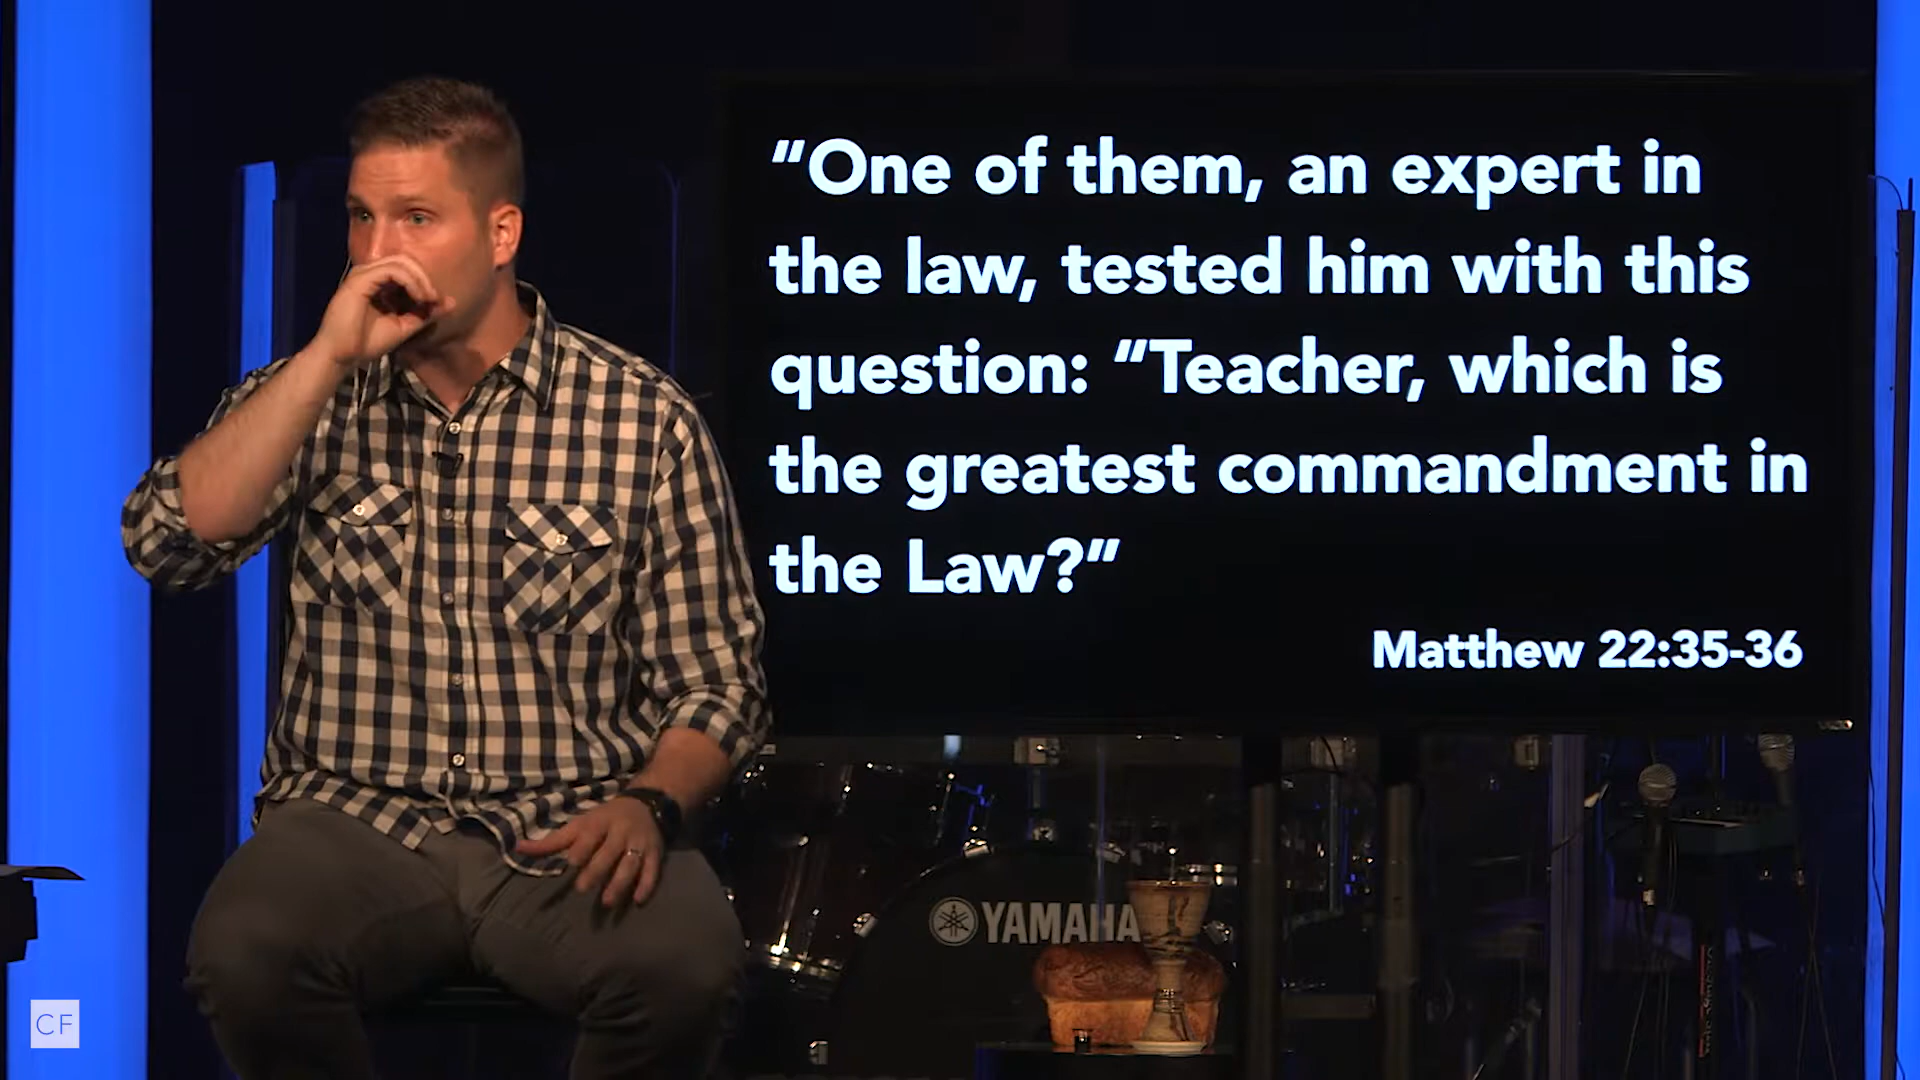 “One of them, an expert in
the law, tested him with this
question: “Teacher, which is
the greatest commandment in
the Law?”
Matthew 22:35-36
YAMAHA
CF